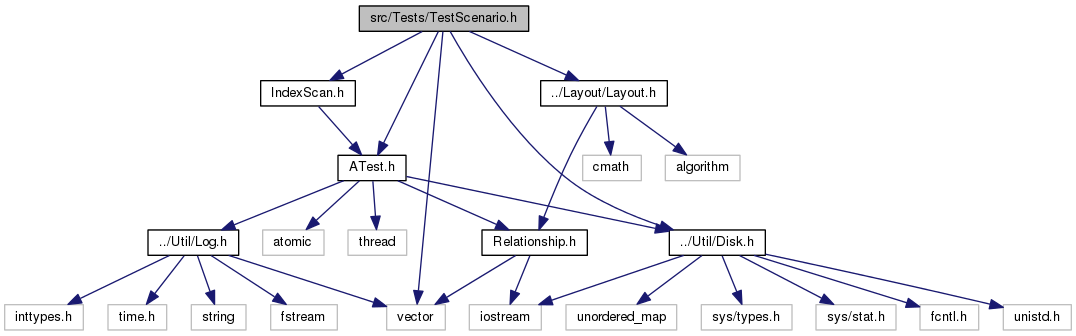 src/Tests/TestScenario.h
IndexScan.h
../Layout/Layout.h
ATest.h
cmath
algorithm
../Util/Log.h
atomic
thread
Relationship.h
../Util/Disk.h
inttypes.h
time.h
string
fstream
vector
iostream
unordered_map
sys/types.h
sys/stat.h
fcntl.h
unistd.h